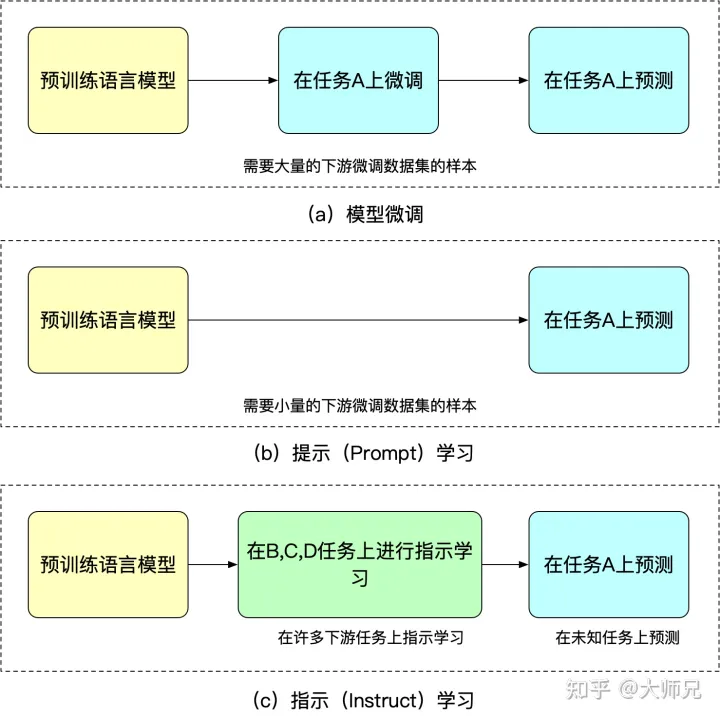 预训练语言模型
在任务A上微调
在任务A上预测
需要大量的下游微调数据集的样本
（a）模型微调
预训练语言模型
在任务A上预测
需要小量的下游微调数据集的样本
（b）提示（Prompt）学习
预训练语言模型
在B,C,D任务上进行指示学
习
在任务A上预测
在许多下游任务上指示学习
在未知任务上预测
（c）指示（Instruct）学习
知乎 @大师兄